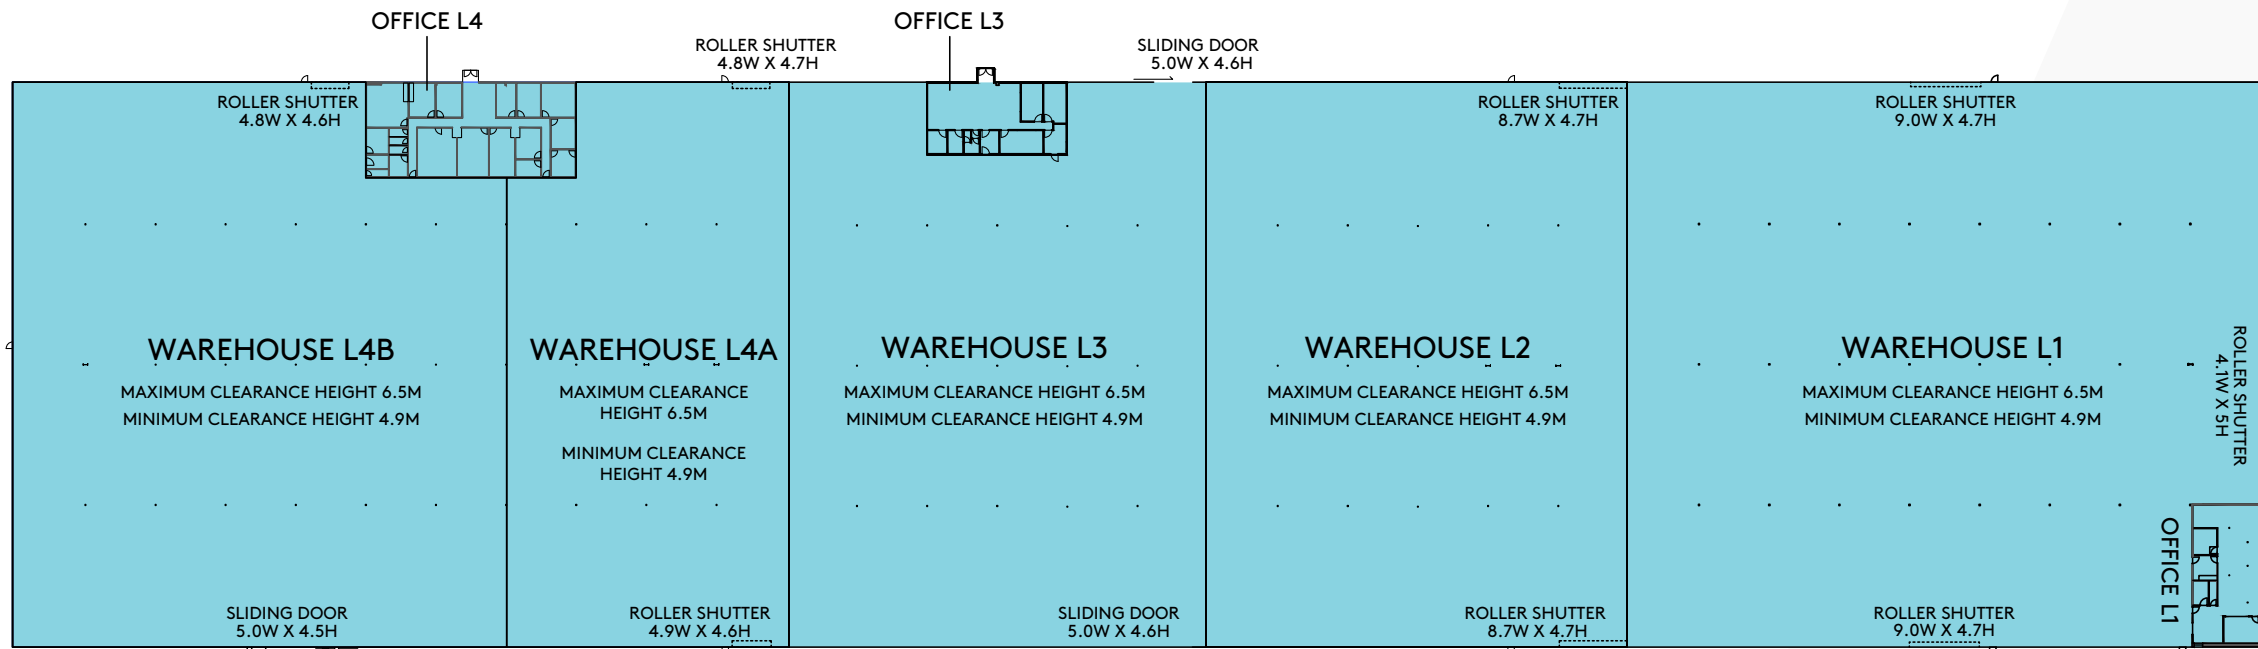 OFFICE L4
OFFICE L3
ROLLER SHUTTER
4.8W X 4.7H
SLIDING DOOR
5.0W X 4.6H
ROLLER SHUTTER
4.8W X 4.6H
ROLLER SHUTTER
8.7W X 4.7H
ROLLER SHUTTER
9.0W X 4.7H
WAREHOUSE L4B
MAXIMUM CLEARANCE HEIGHT 6.5M
MINIMUM CLEARANCE HEIGHT 4.9M
WAREHOUSE L4A
MAXIMUM CLEARANCE
HEIGHT 6.5M
MINIMUM CLEARANCE
HEIGHT 4.9M
WAREHOUSE L3
MAXIMUM CLEARANCE HEIGHT 6.5M
MINIMUM CLEARANCE HEIGHT 4.9M
WAREHOUSE L2
MAXIMUM CLEARANCE HEIGHT 6.5M
MINIMUM CLEARANCE HEIGHT 4.9M
WAREHOUSE L1
MAXIMUM CLEARANCE HEIGHT 6.5M
MINIMUM CLEARANCE HEIGHT 4.9M
ROLLER SHUTTER
4.1W X 5H
OFFICE L1
SLIDING DOOR
5.0W X 4.5H
ROLLER SHUTTER
4.9W X 4.6H
SLIDING DOOR
5.0W X 4.6H
ROLLER SHUTTER
8.7W X 4.7H
ROLLER SHUTTER
9.0W X 4.7H